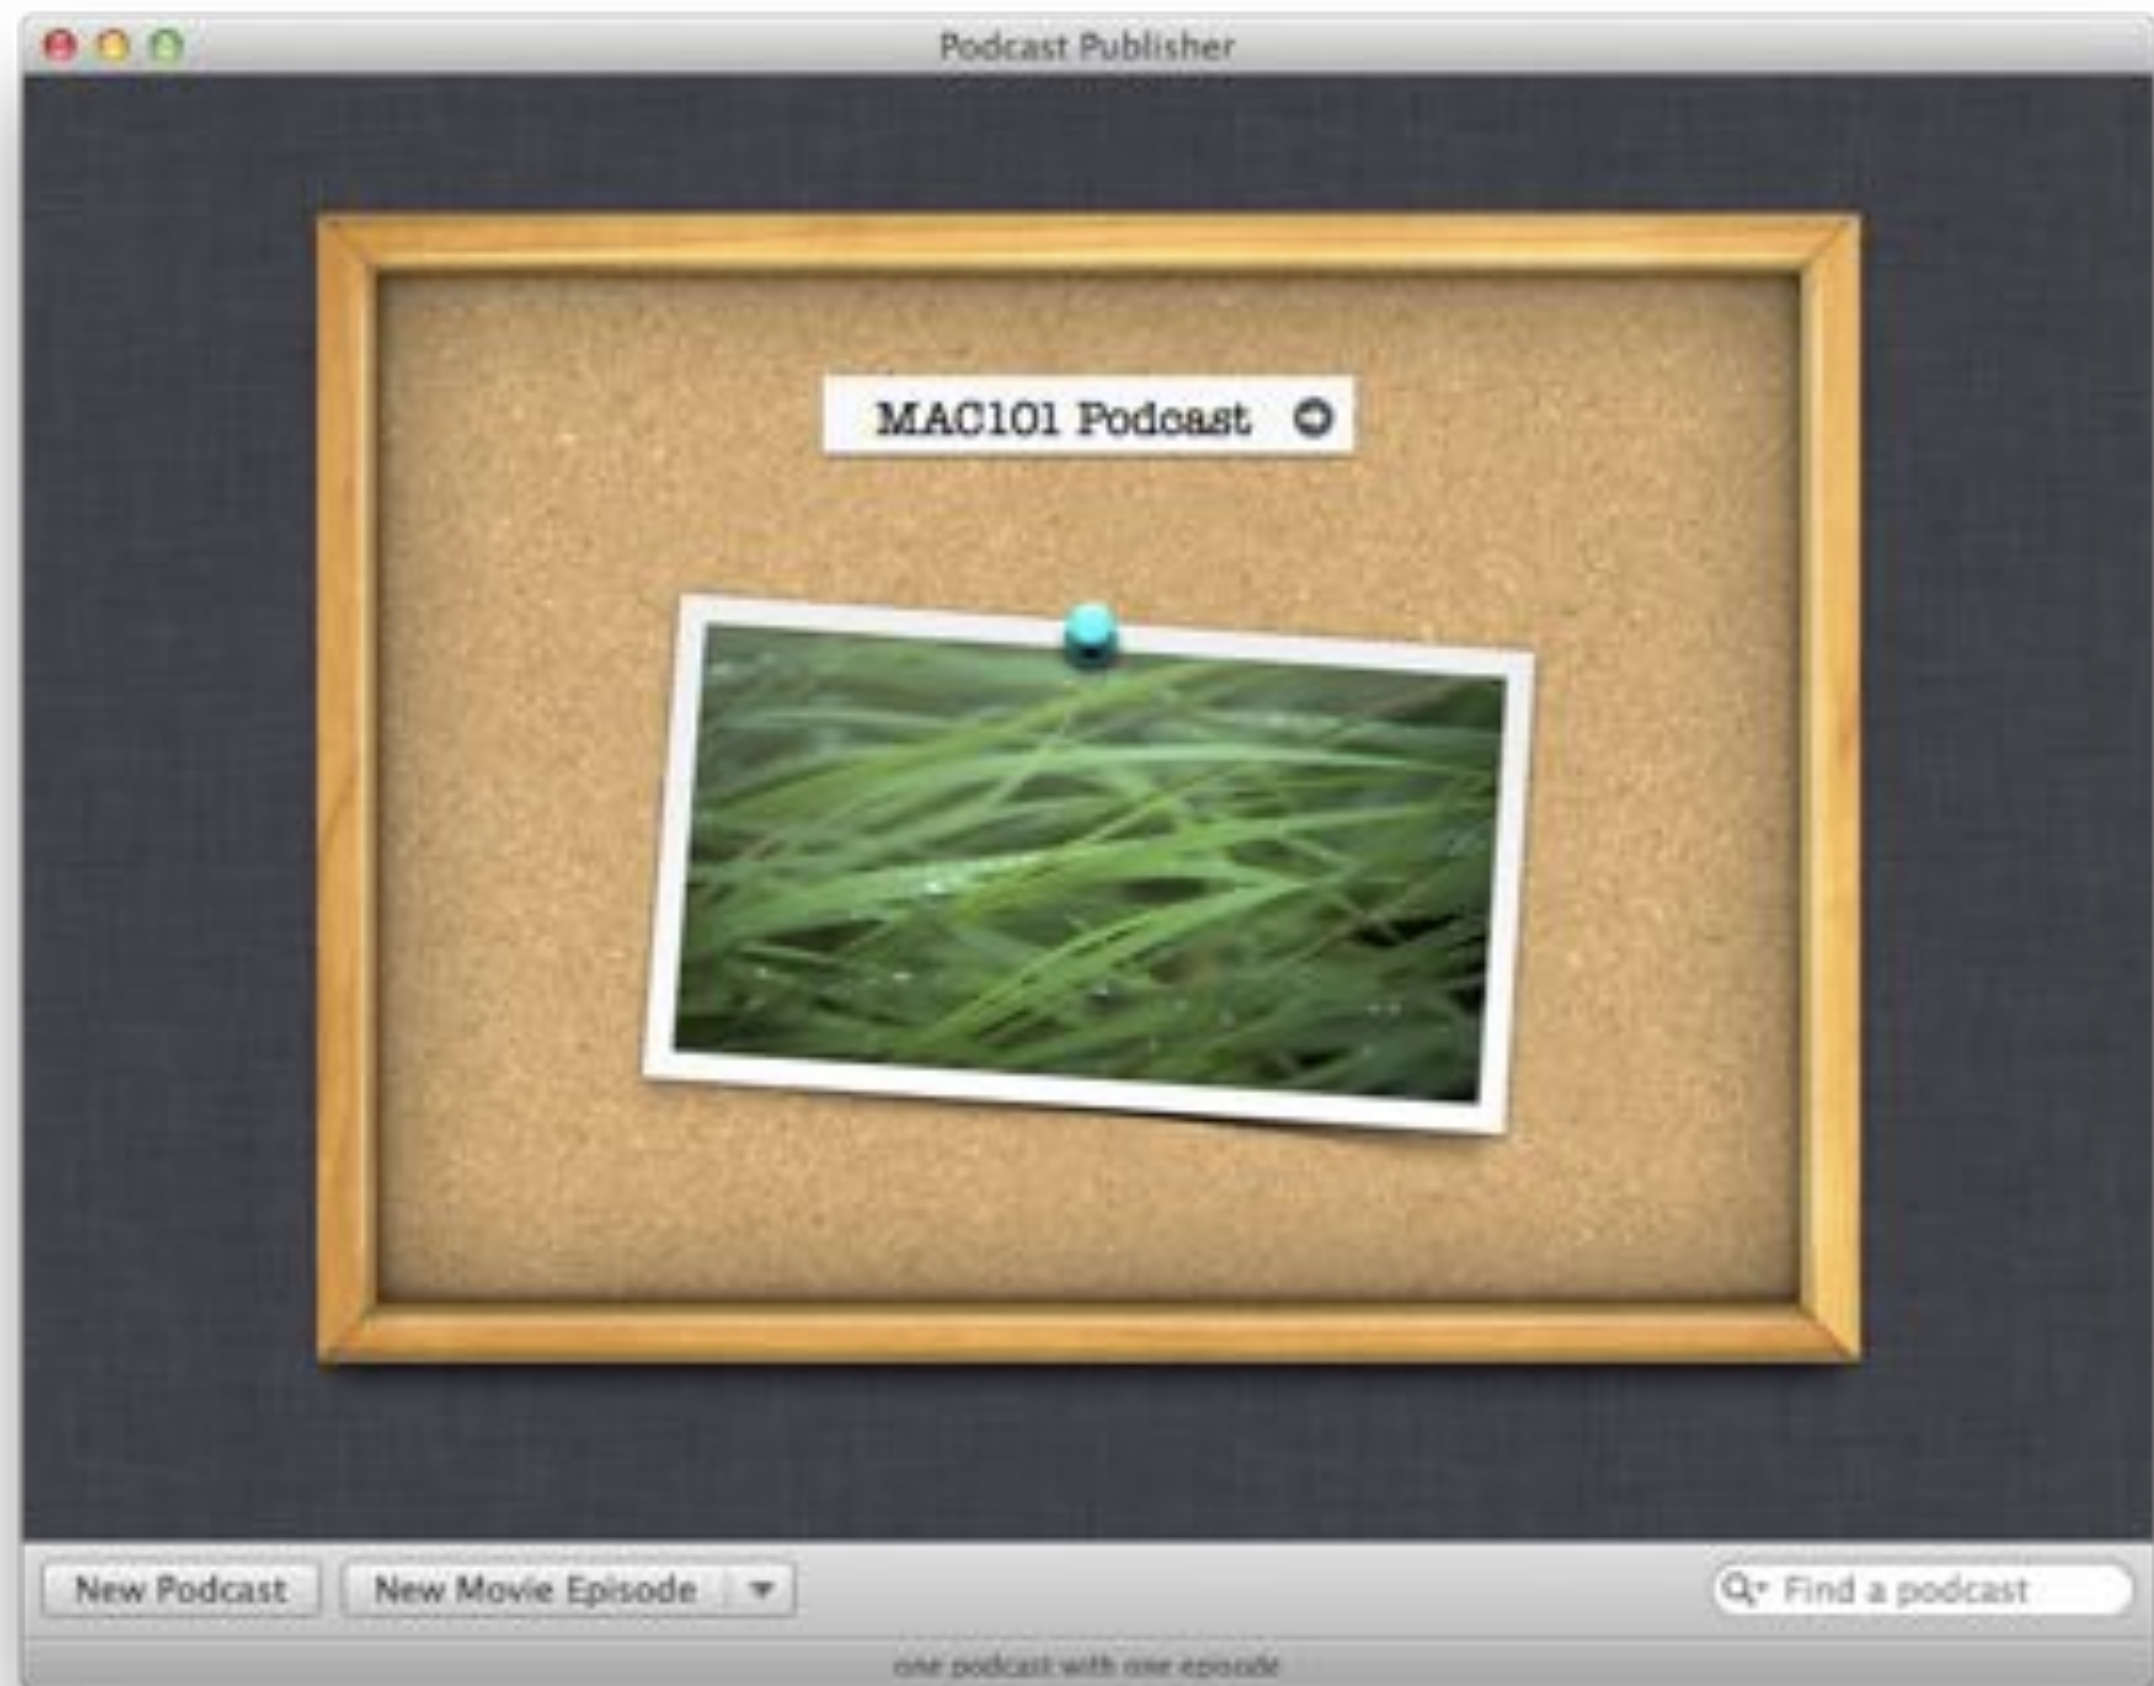 Podcast Publisher
MAC101 Podcast
New Podcast
New Movie Episode
Find a podcast
one podcast with one episode